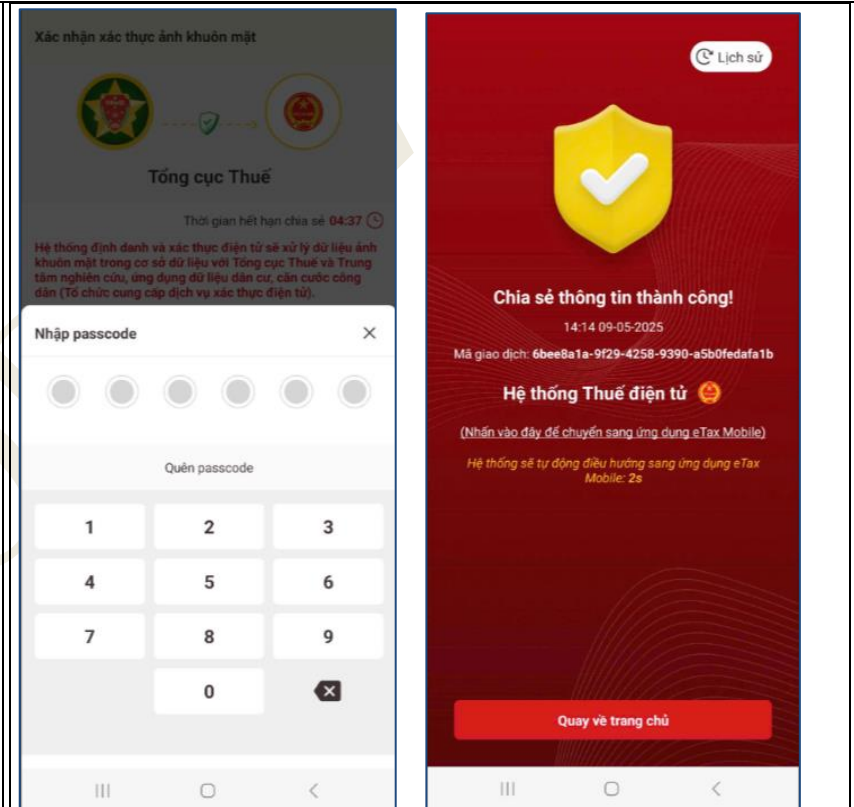 Xác nhận xác thực ảnh khuôn mặt
Tổng cục Thuế
Thời gian hết hạn chia sẻ 04:37
Hệ thống định danh và xác thực điện tử sẽ xử lý dữ liệu ảnh
khuôn mặt trong cơ sở dữ liệu với Tổng cục Thuế và Trung
tâm nghiên cứu, ứng dụng dữ liệu dân cư, căn cước công
dân (Tổ chức cung cấp dịch vụ xác thực điện tử).
Nhập passcode
Quên passcode
1 2 3
4 5 6
7 8 9
0
Lịch sử
Chia sẻ thông tin thành công!
14:14 09-05-2025
Mã giao dịch: 6bee8a1a-9f29-4258-9390-a5b0fedafa1b
Hệ thống Thuế điện tử
(Nhấn vào đây để chuyển sang ứng dụng eTax Mobile)
Hệ thống sẽ tự động điều hướng sang ứng dụng eTax
Mobile: 2s
Quay về trang chủ